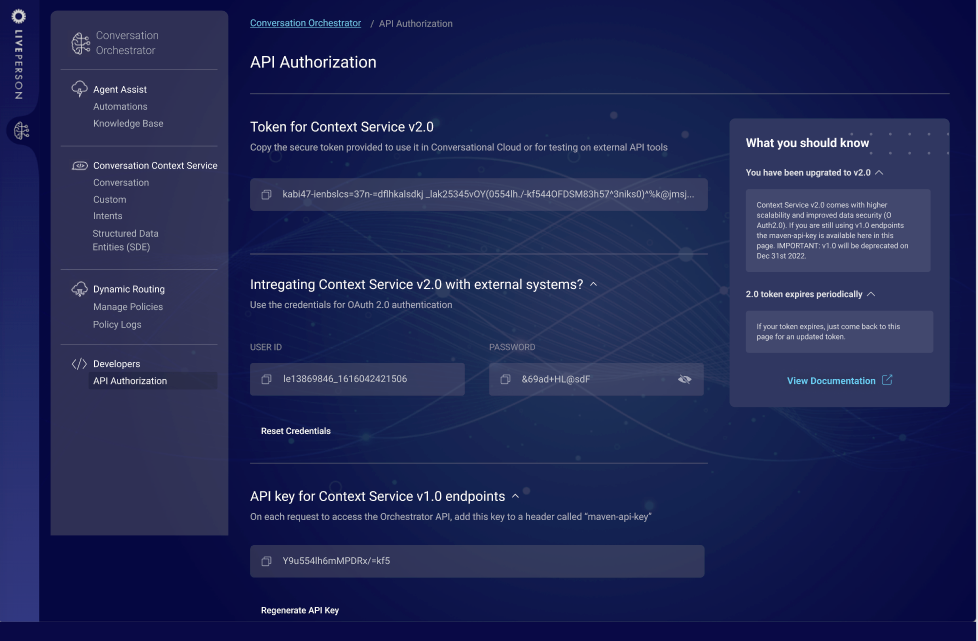 LIVEPERSON
Conversation
Orchestrator
Agent Assist
Automations
Knowledge Base
Conversation Context Service
Conversation
Custom
Intents
Structured Data
Entities (SDE)
Dynamic Routing
Manage Policies
Policy Logs
Developers
API Authorization
Conversation Orchestrator / API Authorization
API Authorization
Token for Context Service v2.0
Copy the secure token provided to use it in Conversational Cloud or for testing on external API tools
kabi47-ienbslcs=37n-=dflhkalsdkj _lak25345vOY(0554lh./-kf544OFDSM83h57^3niks0)^%k@jmsj...
Intregating Context Service v2.0 with external systems?
Use the credentials for OAuth 2.0 authentication
USER ID
PASSWORD
le13869846_1616042421506
&69ad+HL@sdF
Reset Credentials
API key for Context Service v1.0 endpoints
On each request to access the Orchestrator API, add this key to a header called “maven-api-key”
Y9u554lh6mMPDRx/=kf5
Regenerate API Key
What you should know
You have been upgrated to v2.0
Context Service v2.0 comes with higher
scalability and improved data security (O
Auth2.0). If you are still using v1.0 endpoints
the maven-api-key is available here in this
page. IMPORTANT: v1.0 will be deprecated on
Dec 31st 2022.
2.0 token expires periodically
If your token expires, just come back to this
page for an updated token.
View Documentation